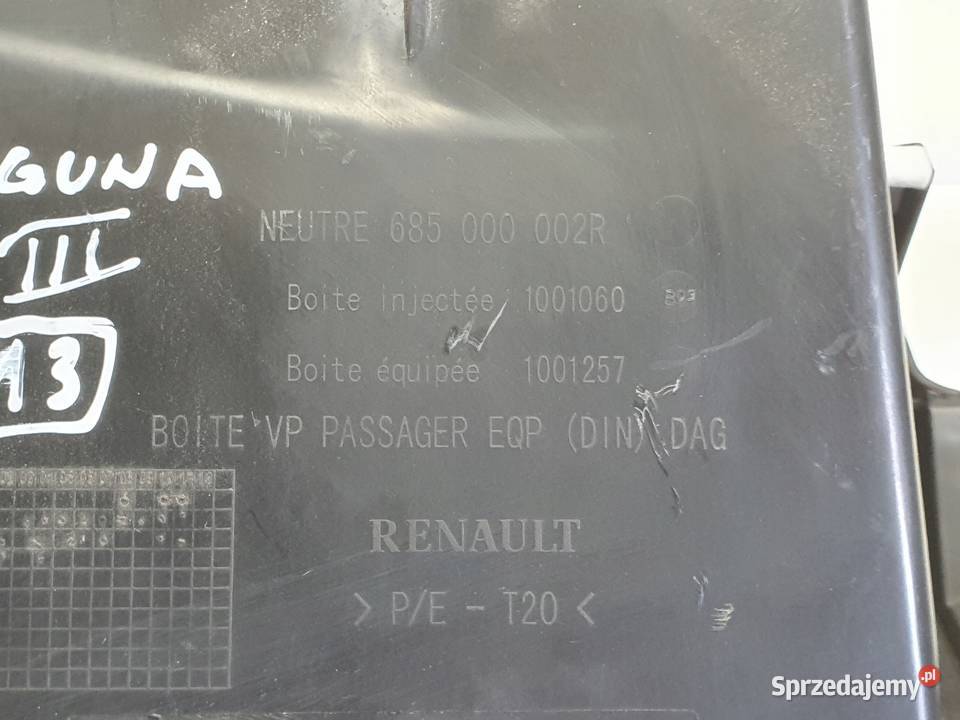 GUNA
III
13
NEUTRE 685 000 002R
Boite injectée 1001060
Boite équipée 1001257
BOITE VP PASSAGER EQP (DIN) DAG
RENAULT
> P/E - T20 <
Sprzedajemy.pl